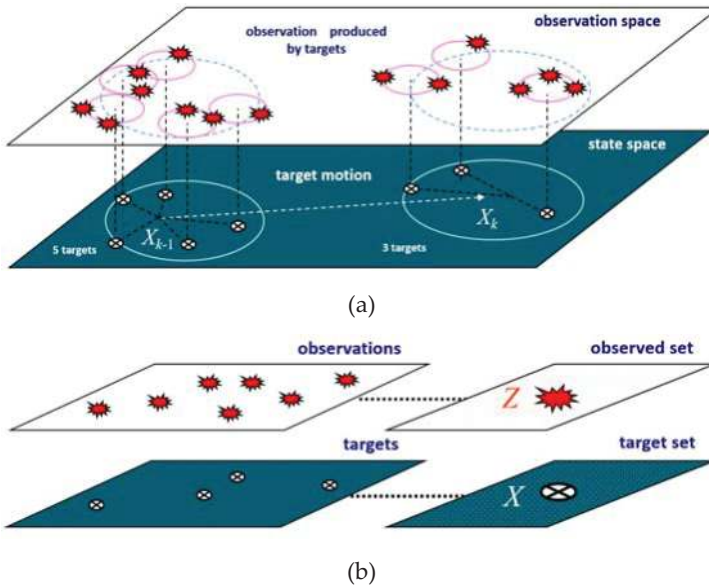 observation space
observation produced
by targets
state space
target motion
X_{k-1}
X_k
5 targets
3 targets
(a)
observations
observed set
Z
targets
target set
X
(b)